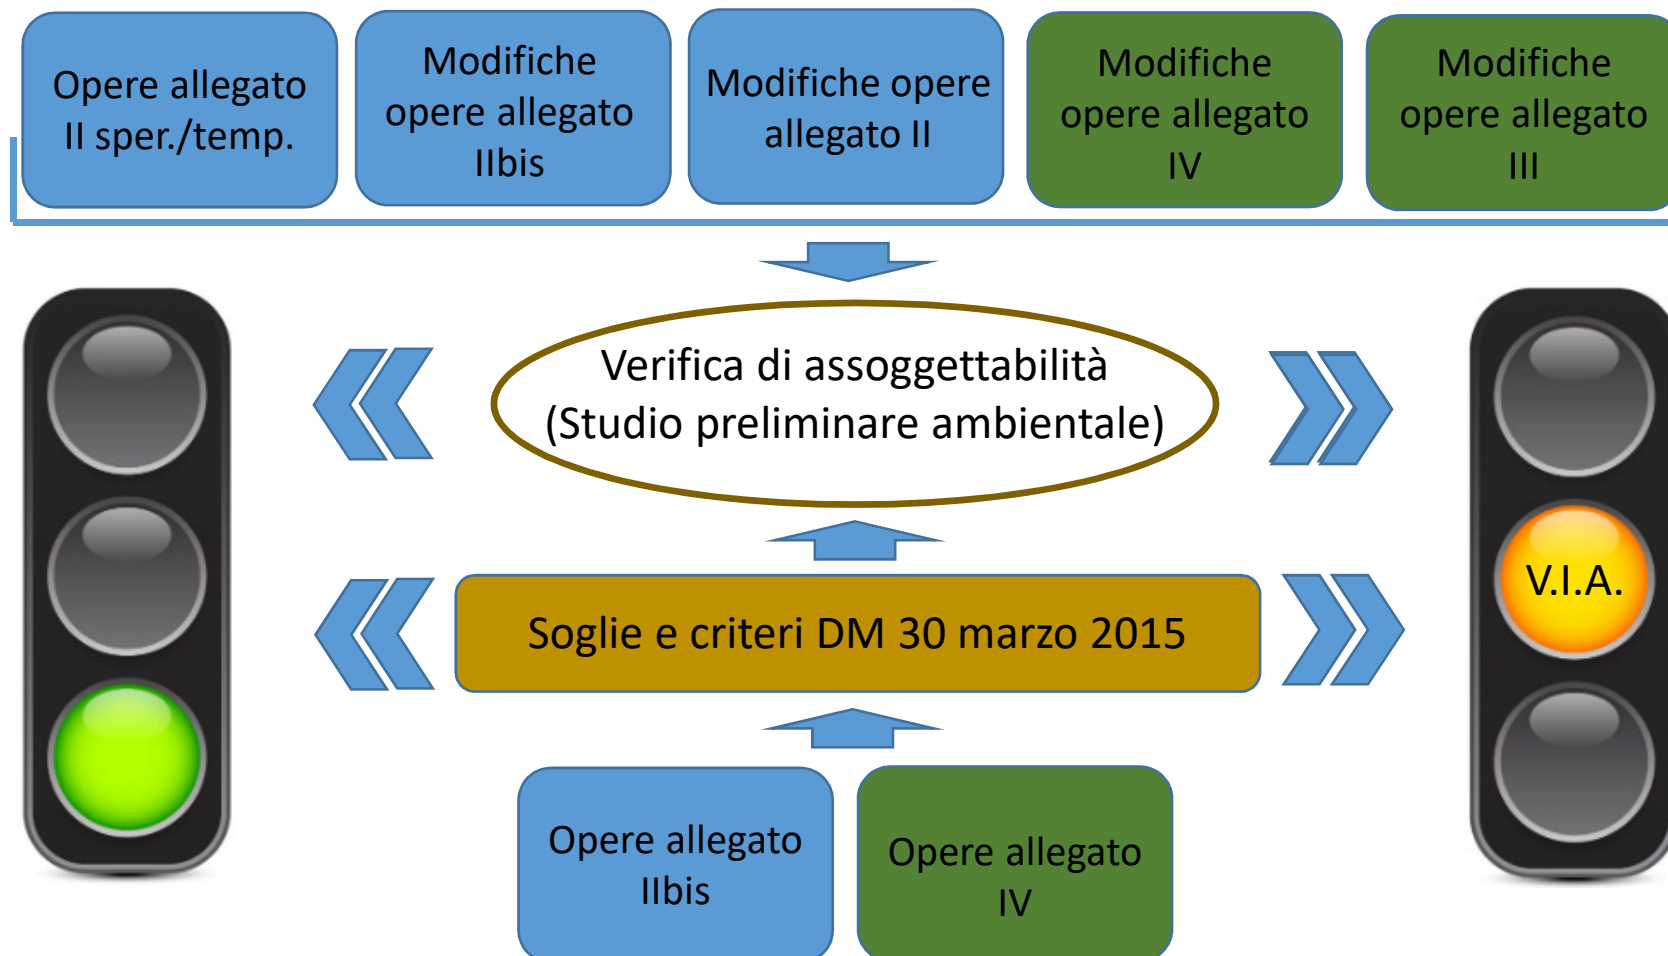 Opere allegato
II sper./temp.
Modifiche
opere allegato
IIbis
Modifiche opere
allegato II
Modifiche
opere allegato
IV
Modifiche
opere allegato
III
Verifica di assoggettabilità
(Studio preliminare ambientale)
V.I.A.
Soglie e criteri DM 30 marzo 2015
Opere allegato
IIbis
Opere allegato
IV